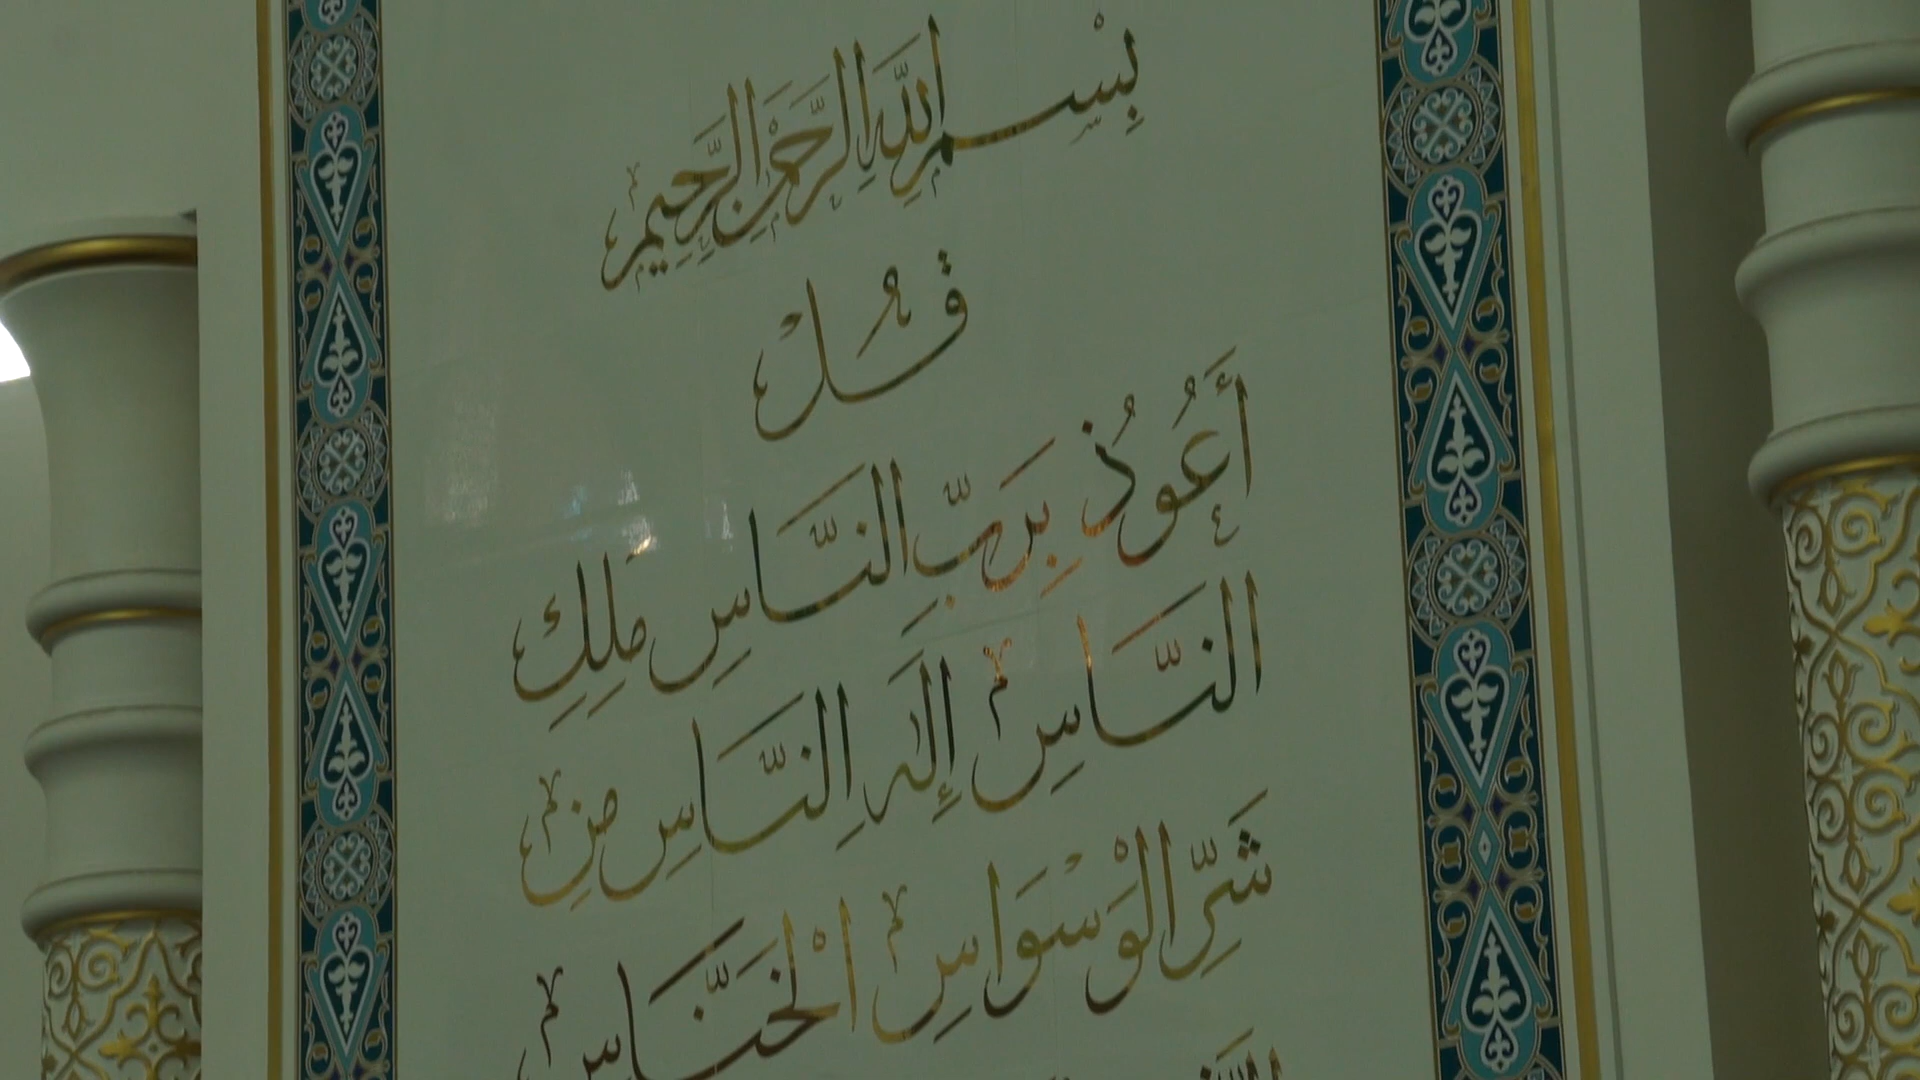 بِسْمِ اللَّهِ الرَّحْمَٰنِ الرَّحِيمِ
قُلْ
أَعُوذُ بِرَبِّ النَّاسِ مَلِكِ
النَّاسِ إِلَٰهِ النَّاسِ مِن
شَرِّ الْوَسْوَاسِ الْخَنَّاسِ